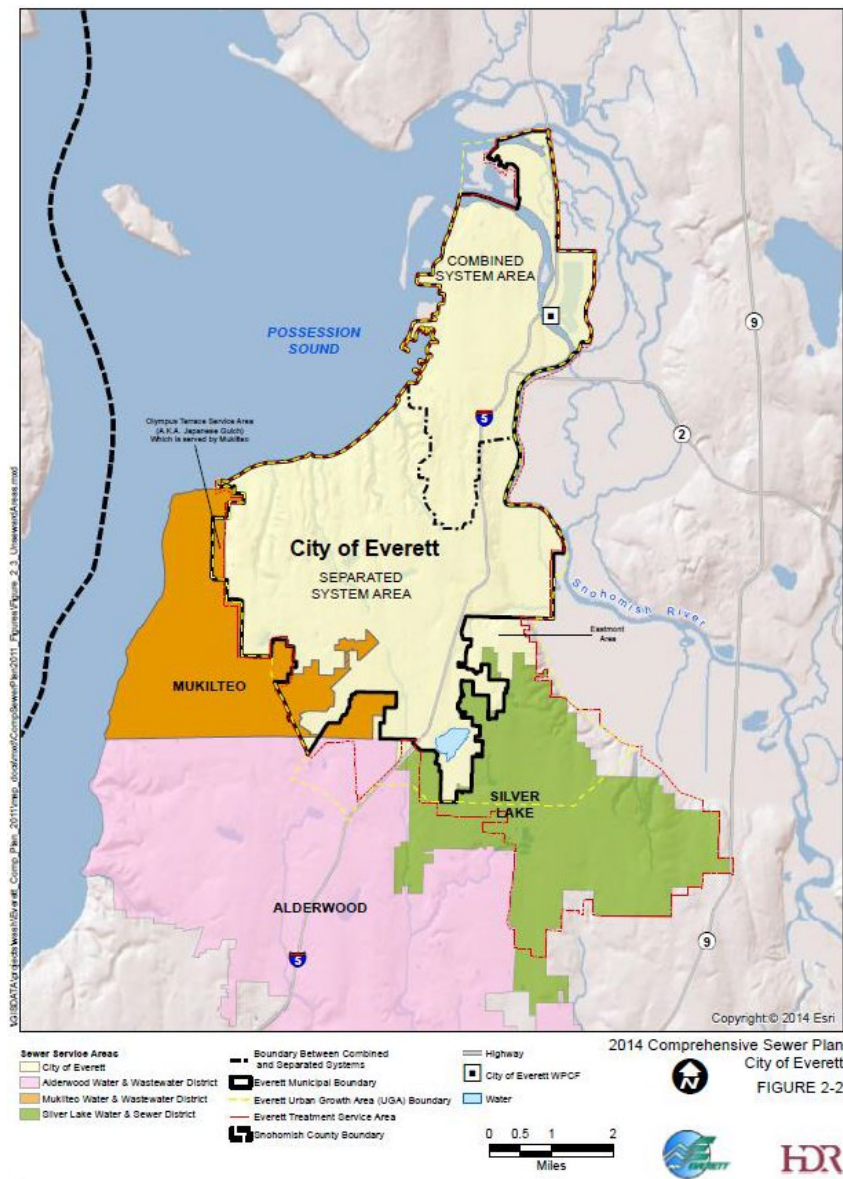 COMBINED
SYSTEM AREA
POSSESSION
SOUND
9
5
2
Olympus Terrace Service Area
(A.K.A. Japanese Gulch)
Which is served by Mukilteo
City of Everett
SEPARATED
SYSTEM AREA
Snohomish River
Eastmont
Area
MUKILTEO
SILVER
LAKE
ALDERWOOD
5
9
Copyright:© 2014 Esri
Sewer Service Areas
City of Everett
Alderwood Water & Wastewater District
Mukilteo Water & Wastewater District
Silver Lake Water & Sewer District
Boundary Between Combined
and Separated Systems
Everett Municipal Boundary
Everett Urban Growth Area (UGA) Boundary
Everett Treatment Service Area
Snohomish County Boundary
Highway
City of Everett WPCF
Water
0 0.5 1 2
Miles
2014 Comprehensive Sewer Plan
City of Everett
FIGURE 2-2
N
EVERETT
HDR